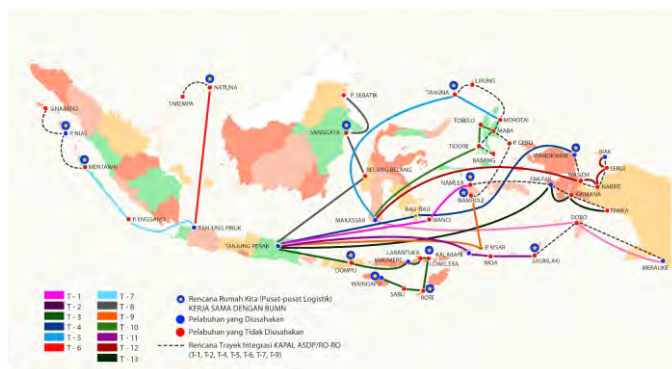 SINABANG
P. NIAS
MENTAWAI
P. ENGGANO
TAREMPA
NATUNA
TANJUNG PRIUK
TANJUNG PERAK
P. SEBATIK
SANGGATA
BELANG BELANG
MAKASSAR
BAU-BAU
WANCI
TAHUNA
LIRUNG
MOROTAI
TOBELO
MABA
TIDORE
BABANG
P. GEBE
MANOKWARI
BIAK
SERUI
WASIOR
NABIRE
NAMLEA
NAMROLE
FAK-FAK
KAIMANA
TIMIKA
DOBO
MERAUKE
SAUMLAKI
MOA
P. KISAR
KALABAHI
LARANTUKA
LEWOLEBA
MAUMERE
DOMPU
WAINGAPU
SABU
ROTE
T - 1
T - 2
T - 3
T - 4
T - 5
T - 6
T - 7
T - 8
T - 9
T - 10
T - 11
T - 12
T - 13
Rencana Rumah Kita (Pusat-pusat Logistik)
KERJA SAMA DENGAN BUMN
Pelabuhan yang Diusahakan
Pelabuhan yang Tidak Diusahakan
Rencana Trayek Integrasi KAPAL ASDP/RO-RO
(T-1, T-2, T-4, T-5, T-6, T-7, T-9)